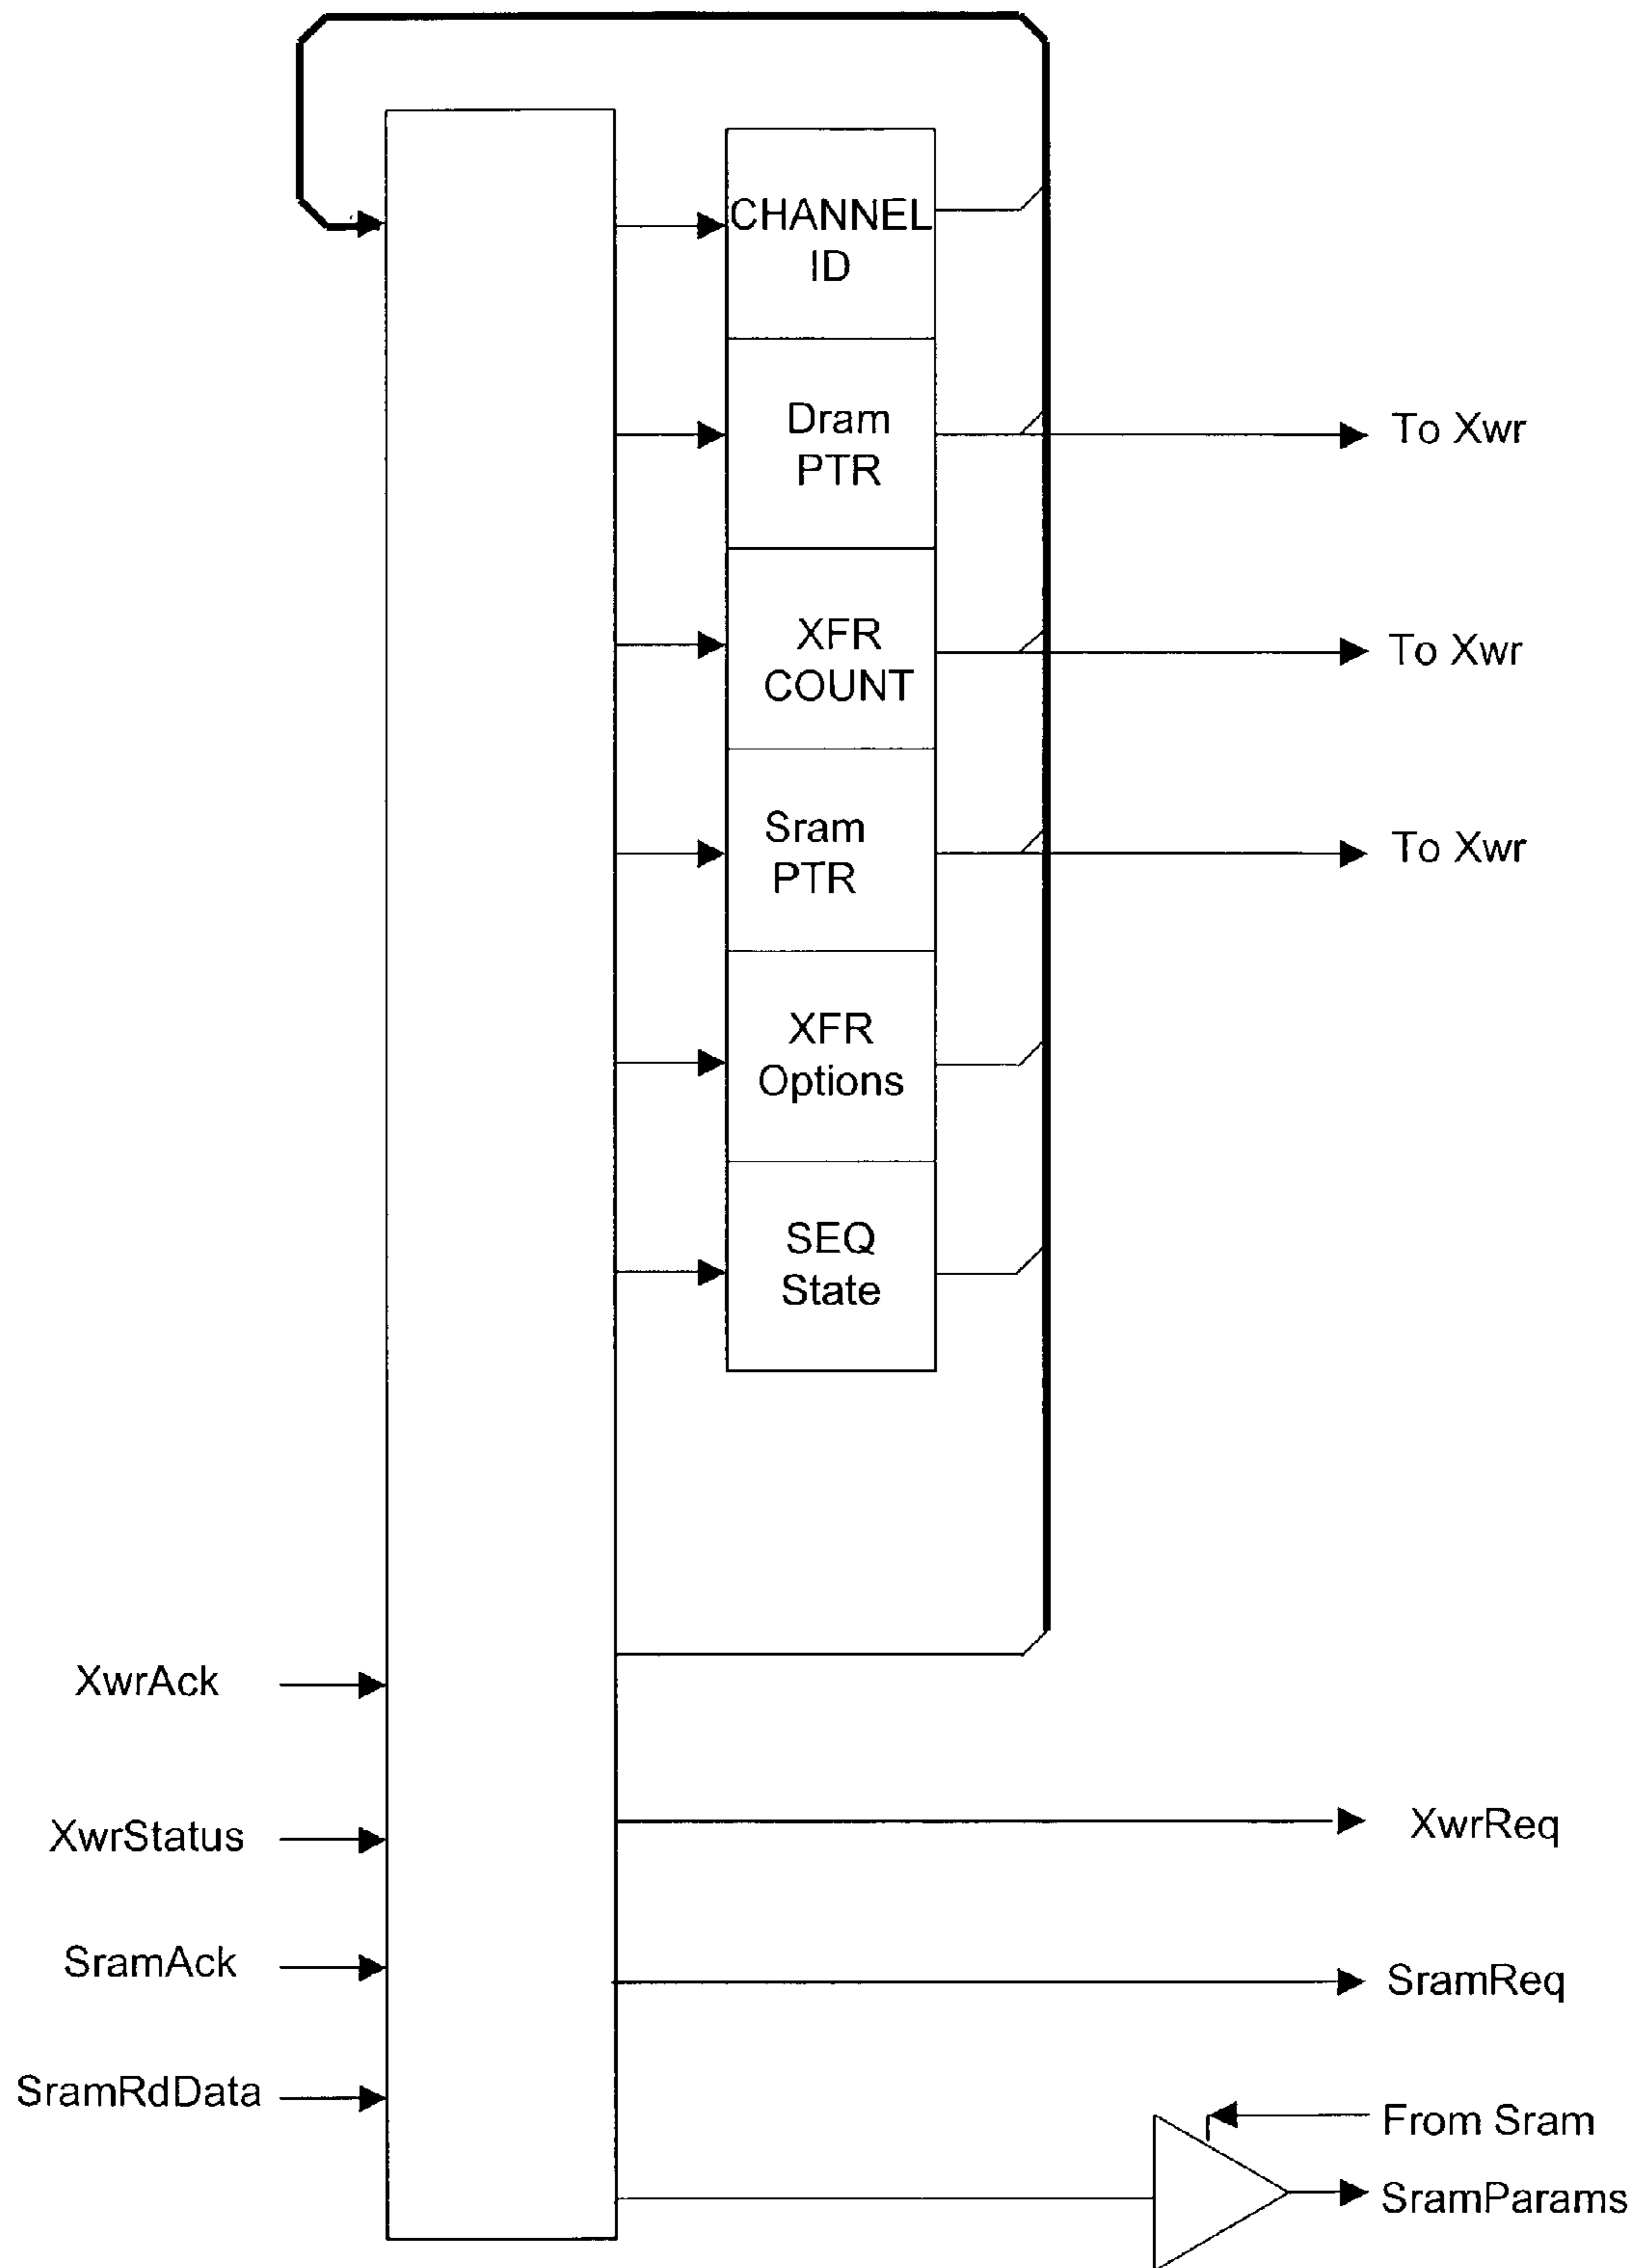 CHANNEL
ID
Dram
PTR
To Xwr
XFR
COUNT
To Xwr
Sram
PTR
To Xwr
XFR
Options
SEQ
State
XwrAck
XwrStatus
XwrReq
SramAck
SramReq
SramRdData
From Sram
SramParams